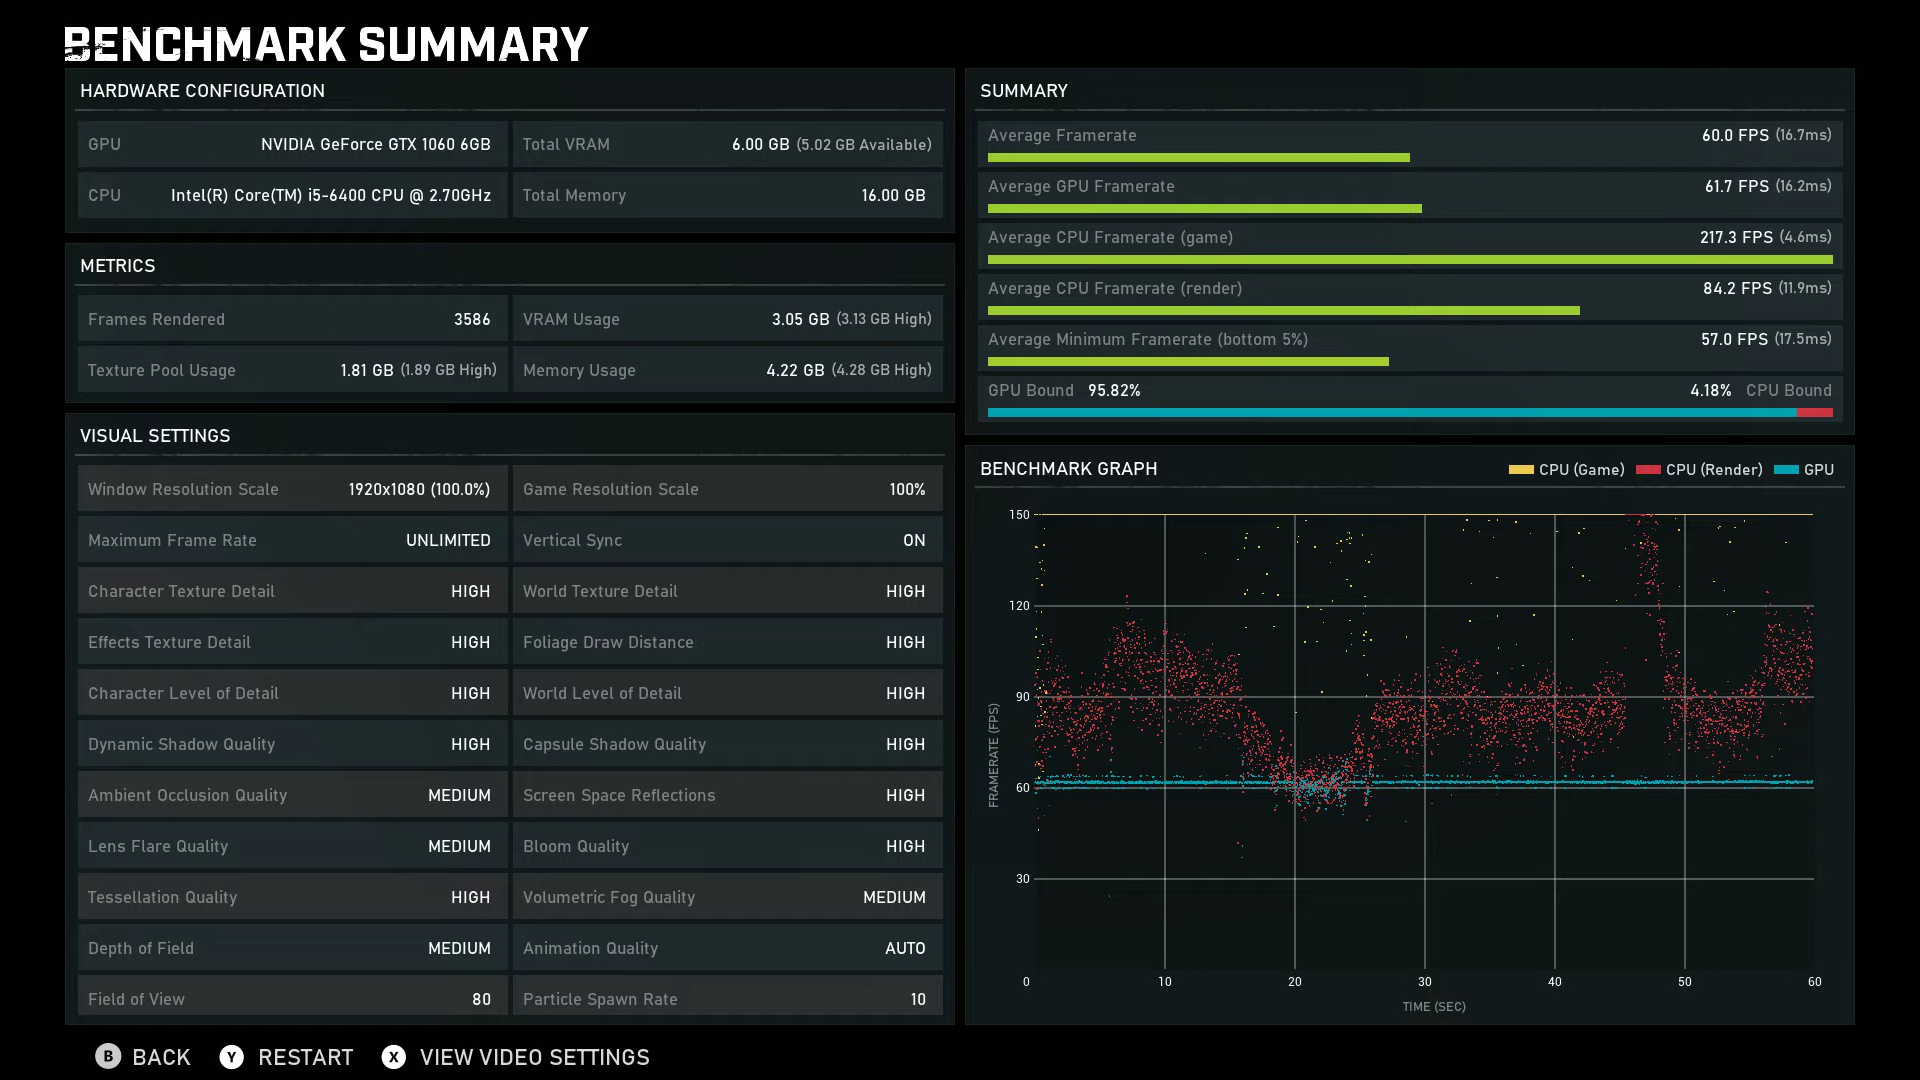 BENCHMARK SUMMARY
HARDWARE CONFIGURATION
GPU NVIDIA GeForce GTX 1060 6GB
Total VRAM 6.00 GB (5.02 GB Available)
CPU Intel(R) Core(TM) i5-6400 CPU @ 2.70GHz
Total Memory 16.00 GB
METRICS
Frames Rendered 3586
VRAM Usage 3.05 GB (3.13 GB High)
Texture Pool Usage 1.81 GB (1.89 GB High)
Memory Usage 4.22 GB (4.28 GB High)
VISUAL SETTINGS
Window Resolution Scale 1920x1080 (100.0%)
Game Resolution Scale 100%
Maximum Frame Rate UNLIMITED
Vertical Sync ON
Character Texture Detail HIGH
World Texture Detail HIGH
Effects Texture Detail HIGH
Foliage Draw Distance HIGH
Character Level of Detail HIGH
World Level of Detail HIGH
Dynamic Shadow Quality HIGH
Capsule Shadow Quality HIGH
Ambient Occlusion Quality MEDIUM
Screen Space Reflections HIGH
Lens Flare Quality MEDIUM
Bloom Quality HIGH
Tessellation Quality HIGH
Volumetric Fog Quality MEDIUM
Depth of Field MEDIUM
Animation Quality AUTO
Field of View 80
Particle Spawn Rate 10
SUMMARY
Average Framerate 60.0 FPS (16.7ms)
Average GPU Framerate 61.7 FPS (16.2ms)
Average CPU Framerate (game) 217.3 FPS (4.6ms)
Average CPU Framerate (render) 84.2 FPS (11.9ms)
Average Minimum Framerate (bottom 5%) 57.0 FPS (17.5ms)
GPU Bound 95.82% 4.18% CPU Bound
BENCHMARK GRAPH CPU (Game) CPU (Render) GPU
150
120
90
60
30
FRAMERATE (FPS)
0 10 20 30 40 50 60
TIME (SEC)
B BACK Y RESTART X VIEW VIDEO SETTINGS